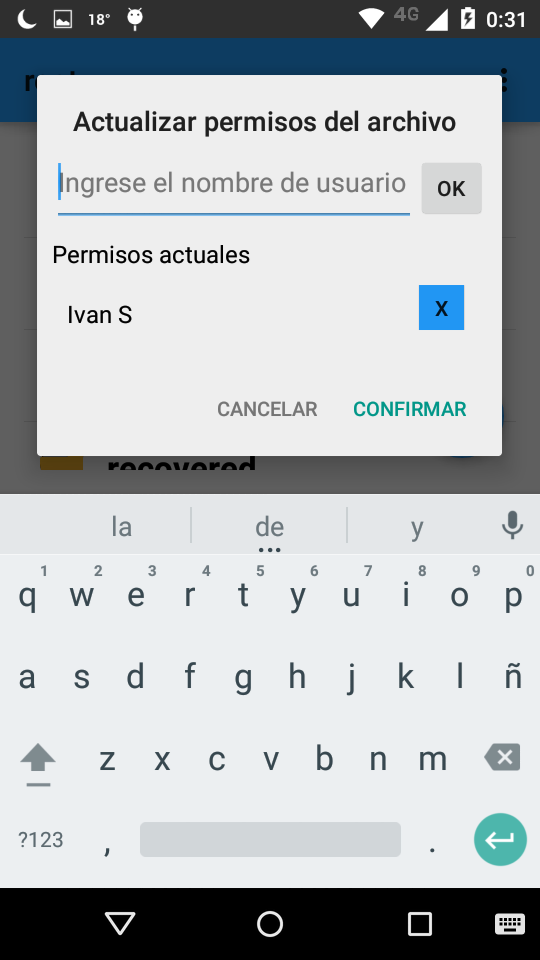 18° 4G 0:31
Actualizar permisos del archivo
Ingrese el nombre de usuario OK
Permisos actuales
Ivan S X
CANCELAR CONFIRMAR
recovered
la de y
1 2 3 4 5 6 7 8 9 0
q w e r t y u i o p
a s d f g h j k l ñ
z x c v b n m
?123 , .